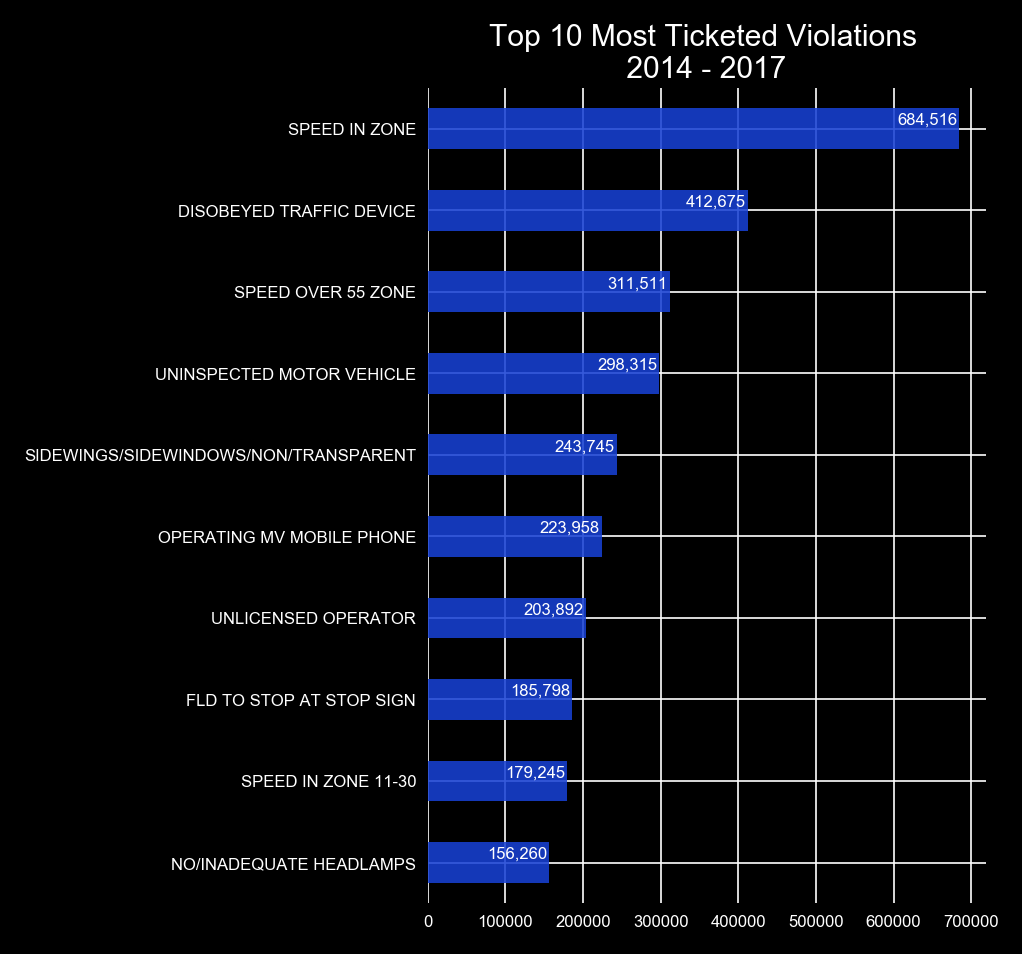 Top 10 Most Ticketed Violations
2014 - 2017
SPEED IN ZONE 684,516
DISOBEYED TRAFFIC DEVICE 412,675
SPEED OVER 55 ZONE 311,511
UNINSPECTED MOTOR VEHICLE 298,315
SIDEWINGS/SIDEWINDOWS/NON/TRANSPARENT 243,745
OPERATING MV MOBILE PHONE 223,958
UNLICENSED OPERATOR 203,892
FLD TO STOP AT STOP SIGN 185,798
SPEED IN ZONE 11-30 179,245
NO/INADEQUATE HEADLAMPS 156,260
0 100000 200000 300000 400000 500000 600000 700000